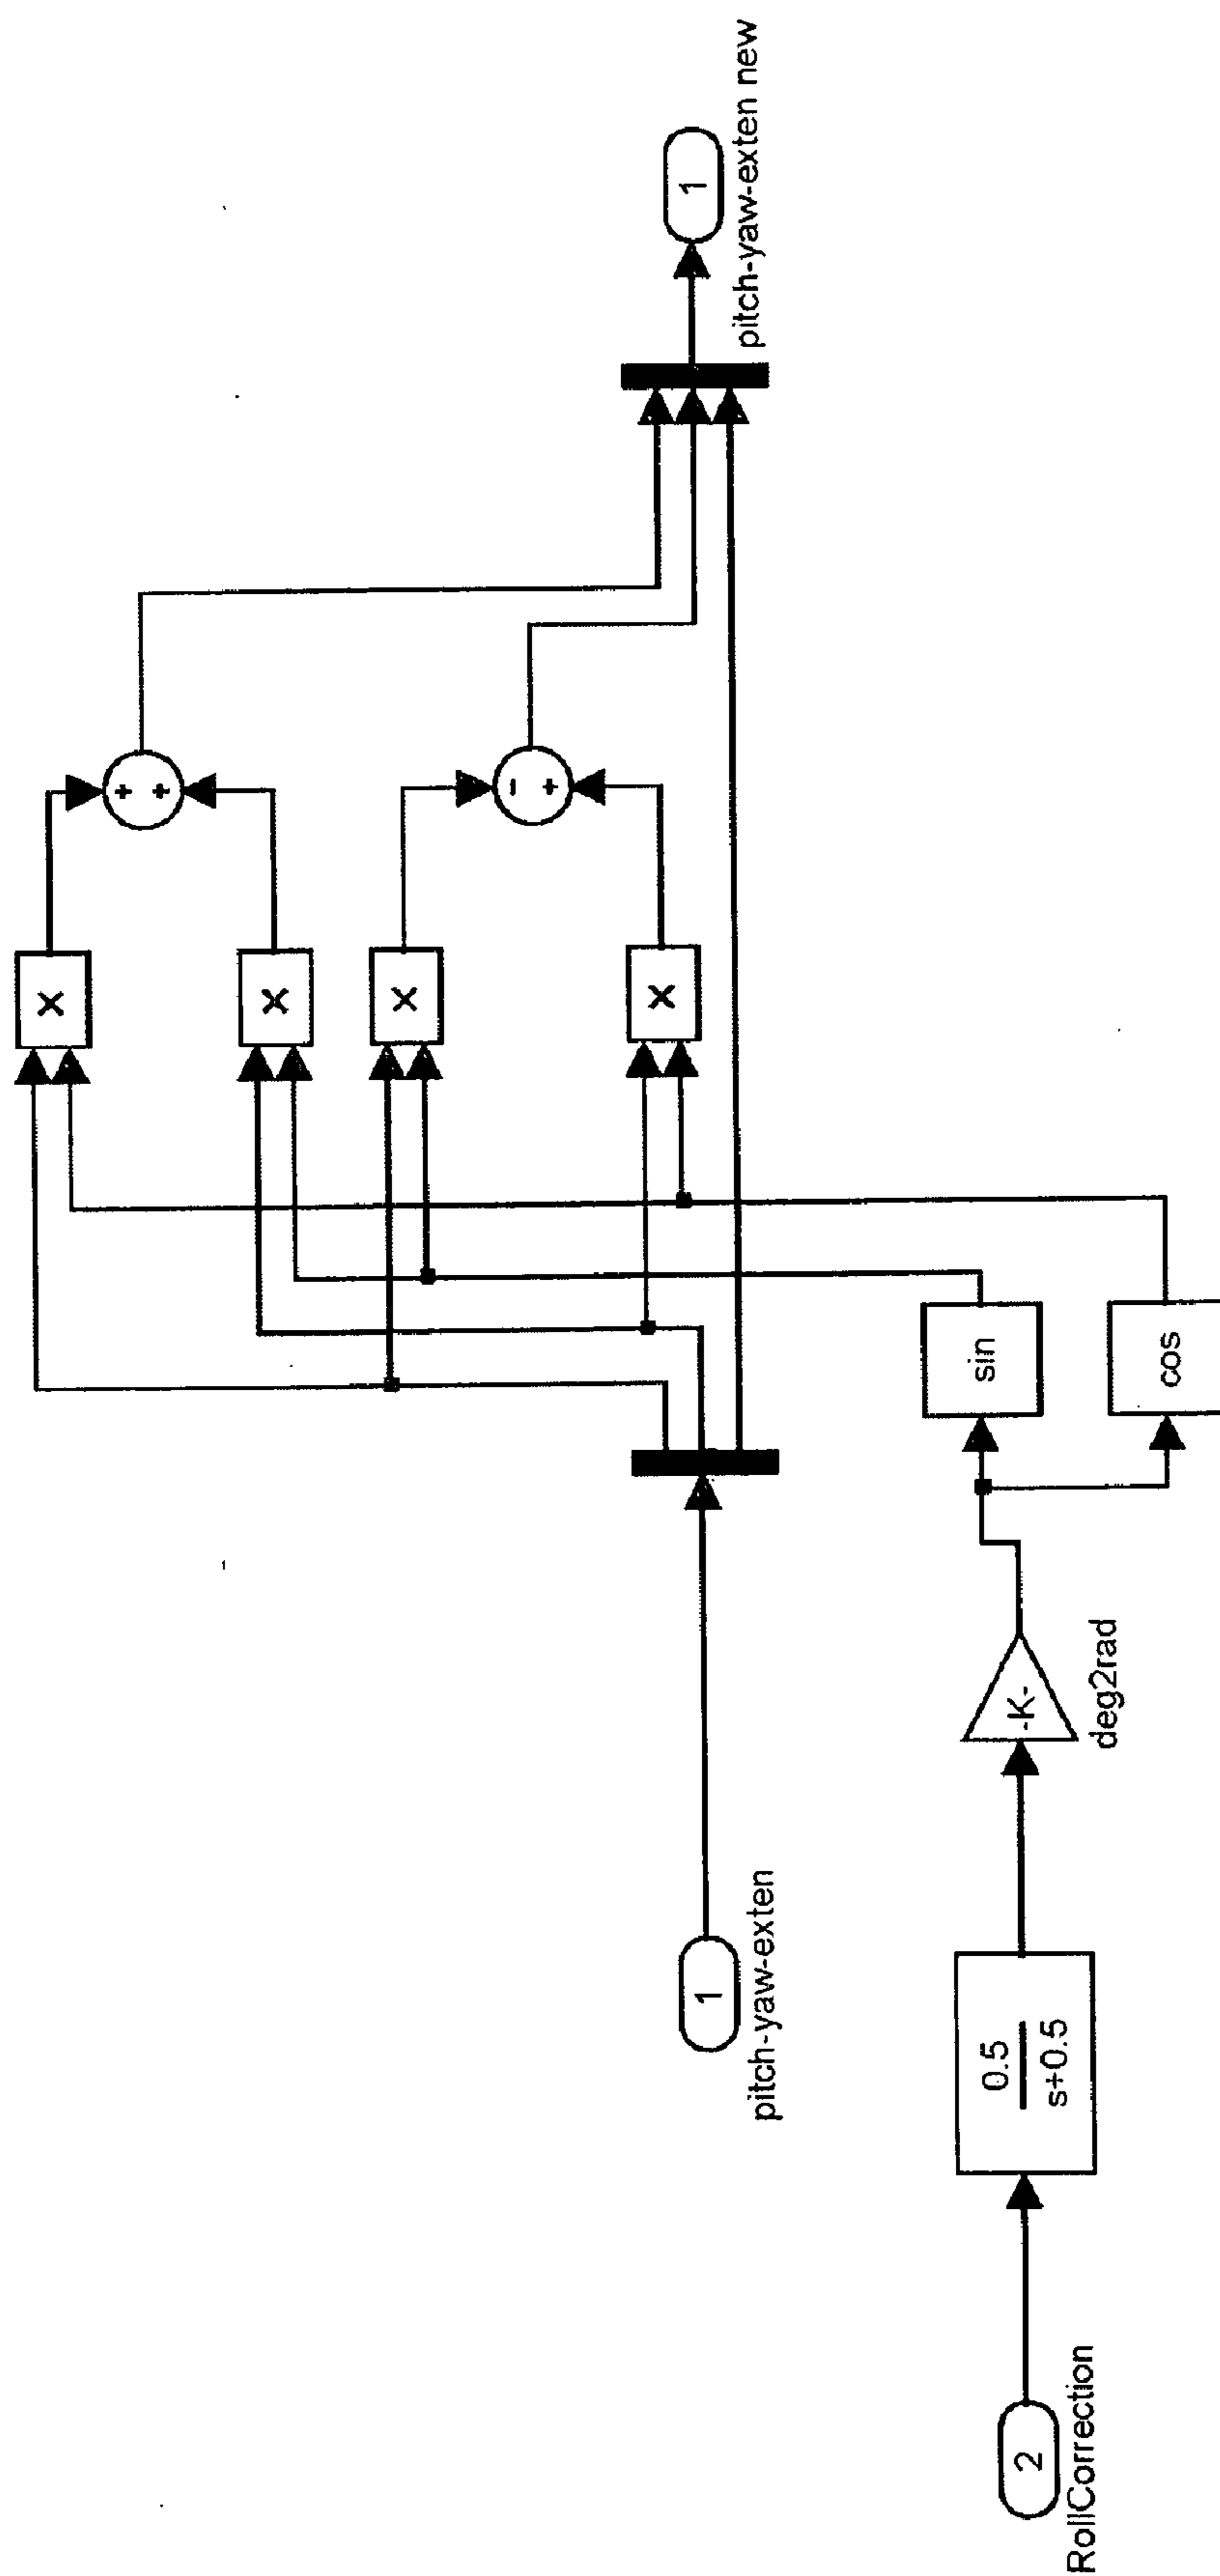 1
pitch-yaw-exten
2
RollCorrection
0.5
s+0.5
-K-
deg2rad
sin
cos
X
X
X
X
+
+
-
+
1
pitch-yaw-exten new